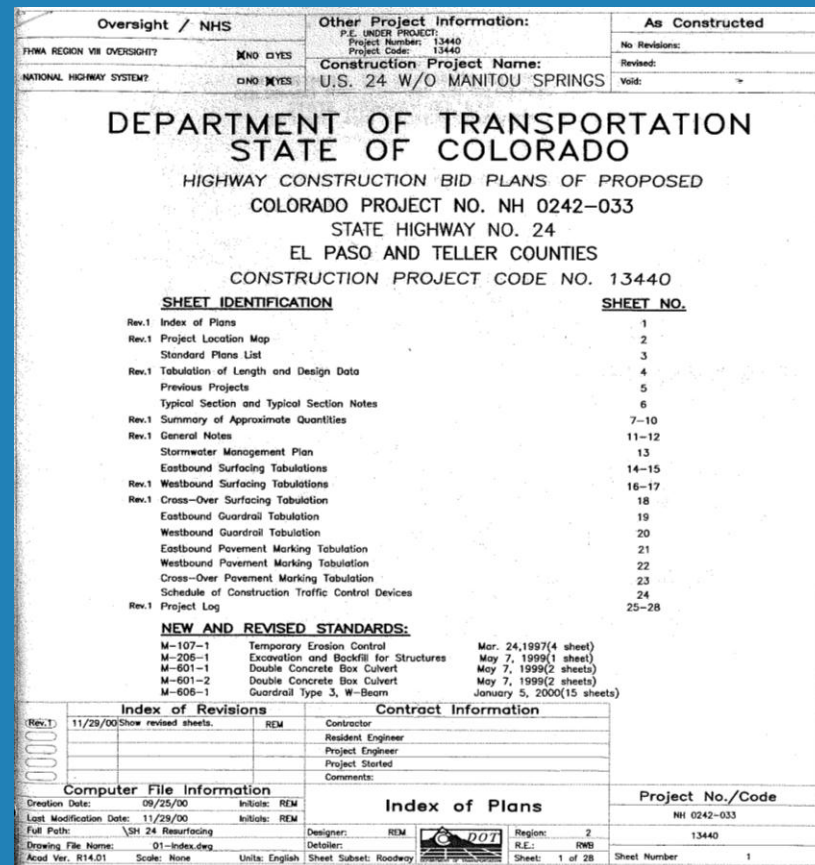 Oversight / NHS
FHWA REGION VIII OVERSIGHT? NO YES
NATIONAL HIGHWAY SYSTEM? NO YES
Other Project Information:
P.E. UNDER PROJECT:
Project Number: 13440
Project Code: 13440
Construction Project Name:
U.S. 24 W/O MANITOU SPRINGS
As Constructed
No Revisions:
Revised:
Void:
DEPARTMENT OF TRANSPORTATION
STATE OF COLORADO
HIGHWAY CONSTRUCTION BID PLANS OF PROPOSED
COLORADO PROJECT NO. NH 0242-033
STATE HIGHWAY NO. 24
EL PASO AND TELLER COUNTIES
CONSTRUCTION PROJECT CODE NO. 13440
SHEET IDENTIFICATION SHEET NO.
Rev.1 Index of Plans 1
Rev.1 Project Location Map 2
Standard Plans List 3
Rev.1 Tabulation of Length and Design Data 4
Previous Projects 5
Typical Section and Typical Section Notes 6
Rev.1 Summary of Approximate Quantities 7-10
Rev.1 General Notes 11-12
Stormwater Management Plan 13
Eastbound Surfacing Tabulations 14-15
Rev.1 Westbound Surfacing Tabulations 16-17
Rev.1 Cross-Over Surfacing Tabulation 18
Eastbound Guardrail Tabulation 19
Westbound Guardrail Tabulation 20
Eastbound Pavement Marking Tabulation 21
Westbound Pavement Marking Tabulation 22
Cross-Over Pavement Marking Tabulation 23
Schedule of Construction Traffic Control Devices 24
Rev.1 Project Log 25-28
NEW AND REVISED STANDARDS:
M-107-1 Temporary Erosion Control Mar. 24,1997(4 sheet)
M-206-1 Excavation and Backfill for Structures May 7, 1999(1 sheet)
M-601-1 Double Concrete Box Culvert May 7, 1999(2 sheets)
M-601-2 Double Concrete Box Culvert May 7, 1999(2 sheets)
M-606-1 Guardrail Type 3, W-Beam January 5, 2000(15 sheets)
Index of Revisions
Rev.1 11/29/00 Show revised sheets. REM
Contract Information
Contractor
Resident Engineer
Project Engineer
Project Started
Comments:
Computer File Information
Creation Date: 09/25/00 Initials: REM
Last Modification Date: 11/29/00 Initials: REM
Full Path: \SH 24 Resurfacing
Drawing File Name: 01-Index.dwg
Acad Ver. R14.01 Scale: None Units: English
Index of Plans
Designer: REM
Detailer:
Sheet Subset: Roadway
CDOT
Region: 2
R.E.: RWB
Sheet: 1 of 28
Project No./Code
NH 0242-033
13440
Sheet Number 1